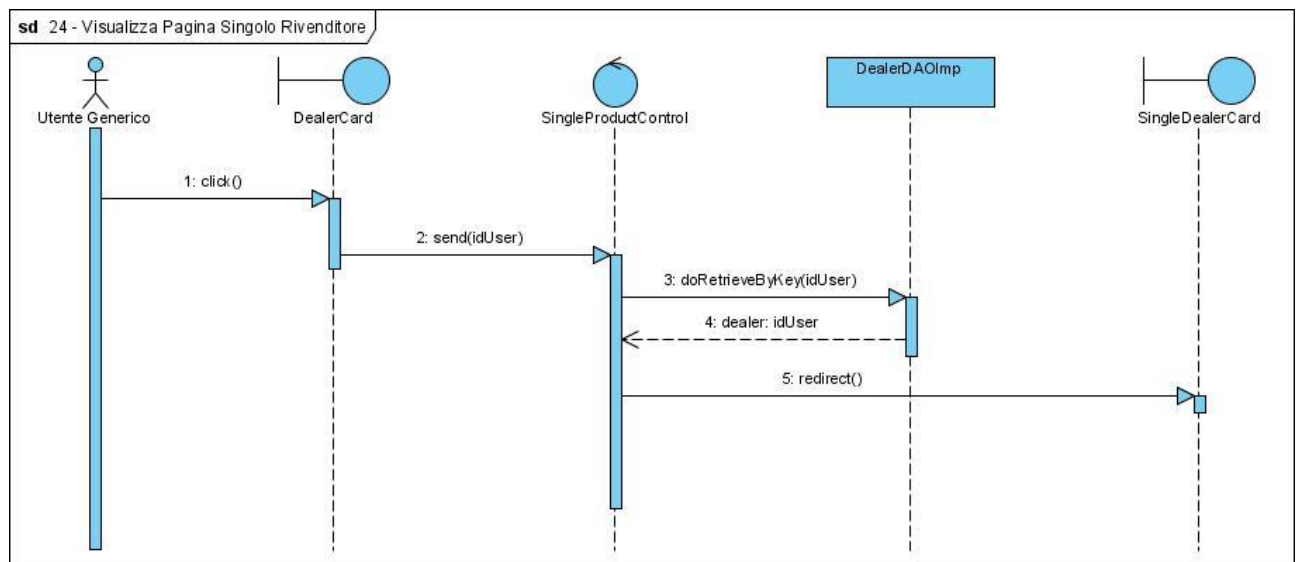 sd 24 - Visualizza Pagina Singolo Rivenditore
Utente Generico
DealerCard
SingleProductControl
DealerDAOImp
SingleDealerCard
1: click()
2: send(idUser)
3: doRetrieveByKey(idUser)
4: dealer: idUser
5: redirect()